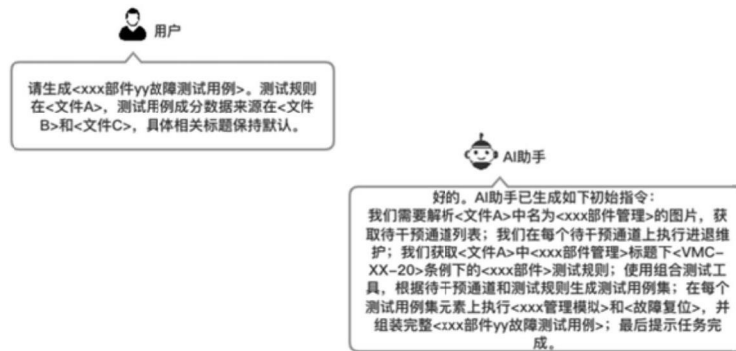 用户
请生成<xxx部件yy故障测试用例>。测试规则
在<文件A>，测试用例成分数据来源在<文件
B>和<文件C>，具体相关标题保持默认。
AI助手
好的。AI助手已生成如下初始指令：
我们需要解析<文件A>中名为<xxx部件管理>的图片，获
取待干预通道列表；我们在每个待干预通道上执行进退维
护；我们获取<文件A>中<xxx部件管理>标题下<VMC-
XX-20>条例下的<xxx部件>测试规则；使用组合测试工
具，根据待干预通道和测试规则生成测试用例集；在每个
测试用例集元素上执行<xxx管理模拟>和<故障复位>，并
组装完整<xxx部件yy故障测试用例>；最后提示任务完
成。